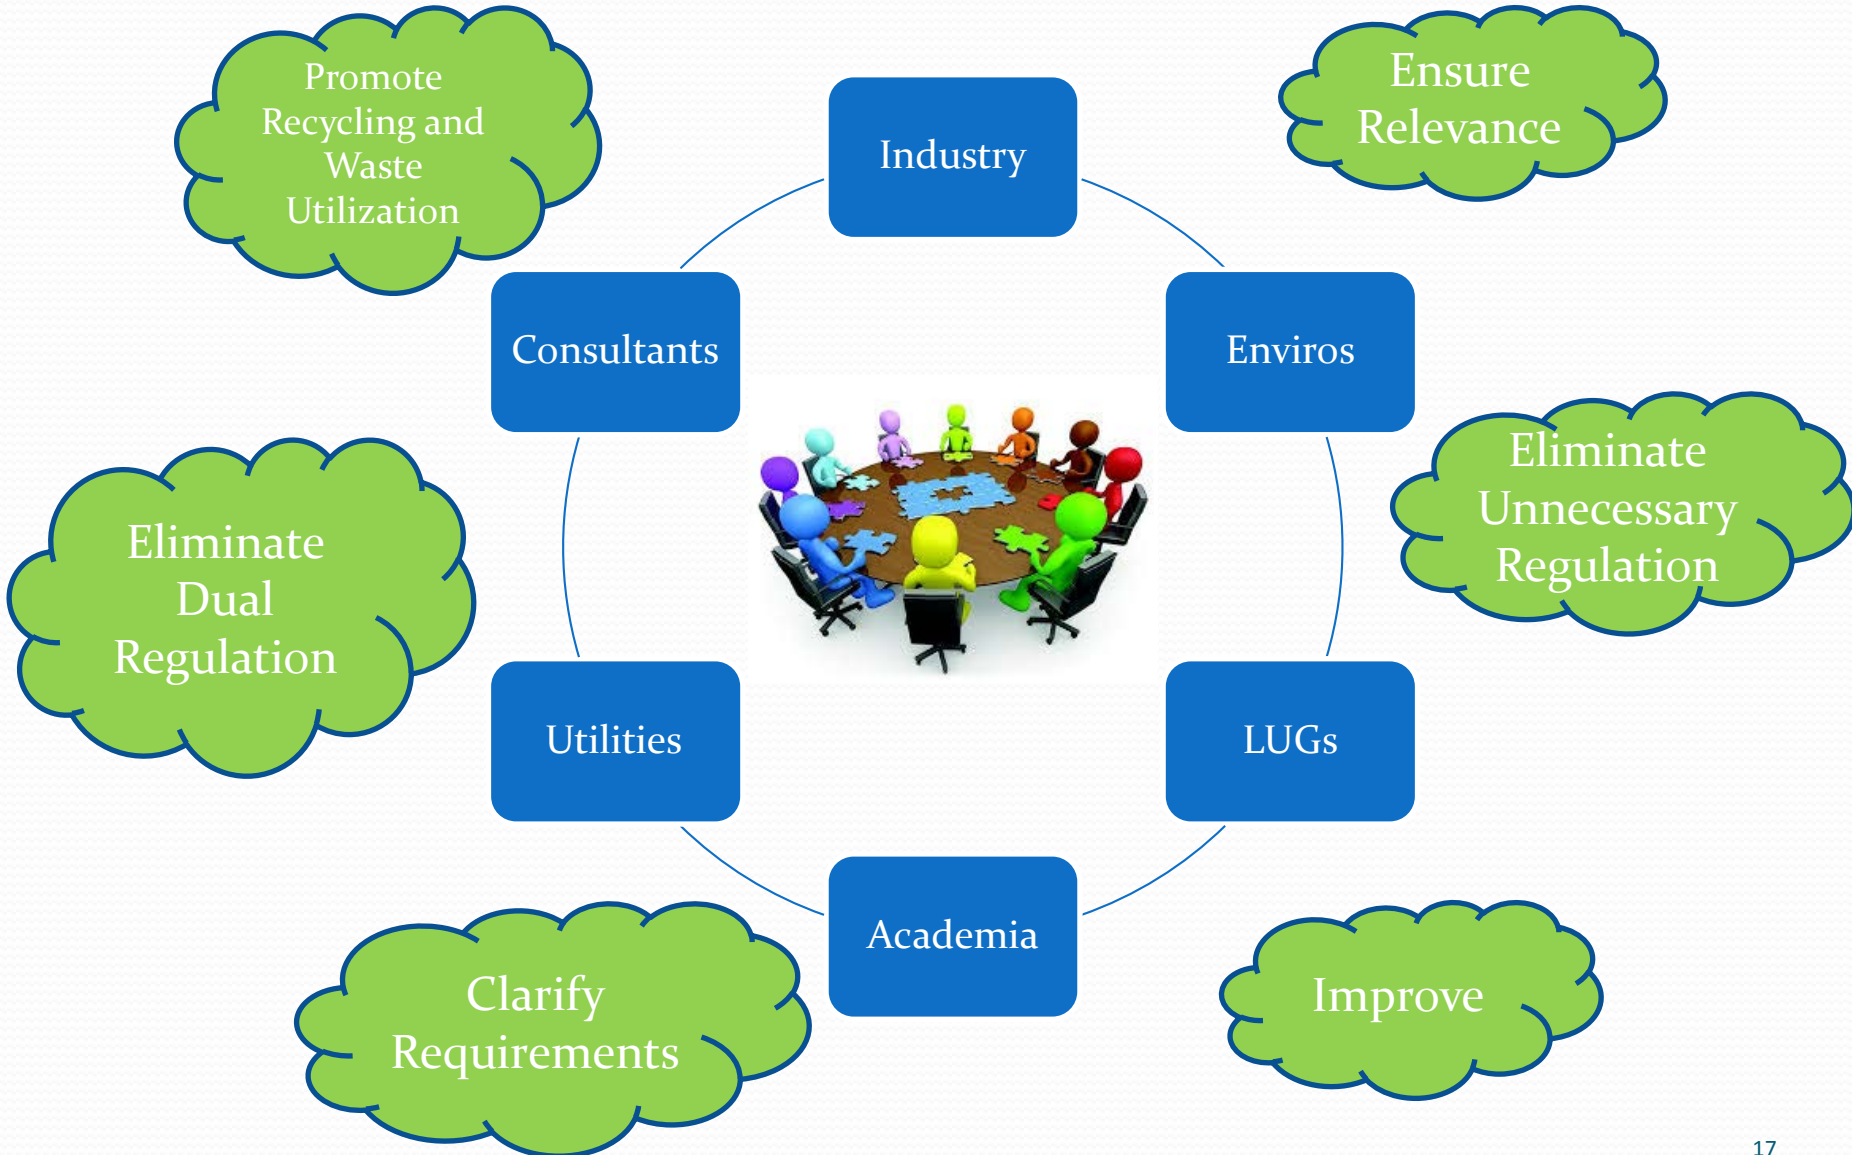 Promote
Recycling and
Waste
Utilization
Industry
Ensure
Relevance
Consultants
Enviros
Eliminate
Dual
Regulation
Eliminate
Unnecessary
Regulation
Utilities
LUGs
Academia
Clarify
Requirements
Improve
17